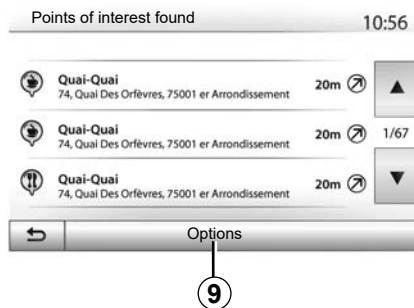 Points of interest found 10:56
Quai-Quai
74, Quai Des Orfèvres, 75001 er Arrondissement
20m
Quai-Quai
74, Quai Des Orfèvres, 75001 er Arrondissement
20m
1/67
Quai-Quai
74, Quai Des Orfèvres, 75001 er Arrondissement
20m
Options
9